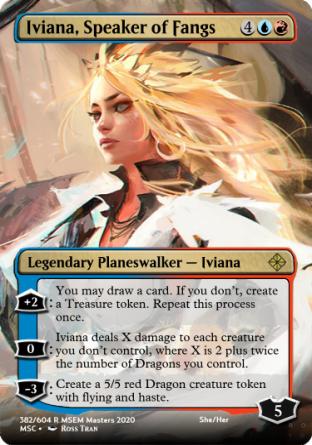 Iviana, Speaker of Fangs 4
Legendary Planeswalker — Iviana
+2: You may draw a card. If you don't, create
a Treasure token. Repeat this process
once.
0: Iviana deals X damage to each creature
you don't control, where X is 2 plus twice
the number of Dragons you control.
-3: Create a 5/5 red Dragon creature token
with flying and haste.
5
382/604 R MSEM Masters 2020 She/Her
MSC • Ross Tran